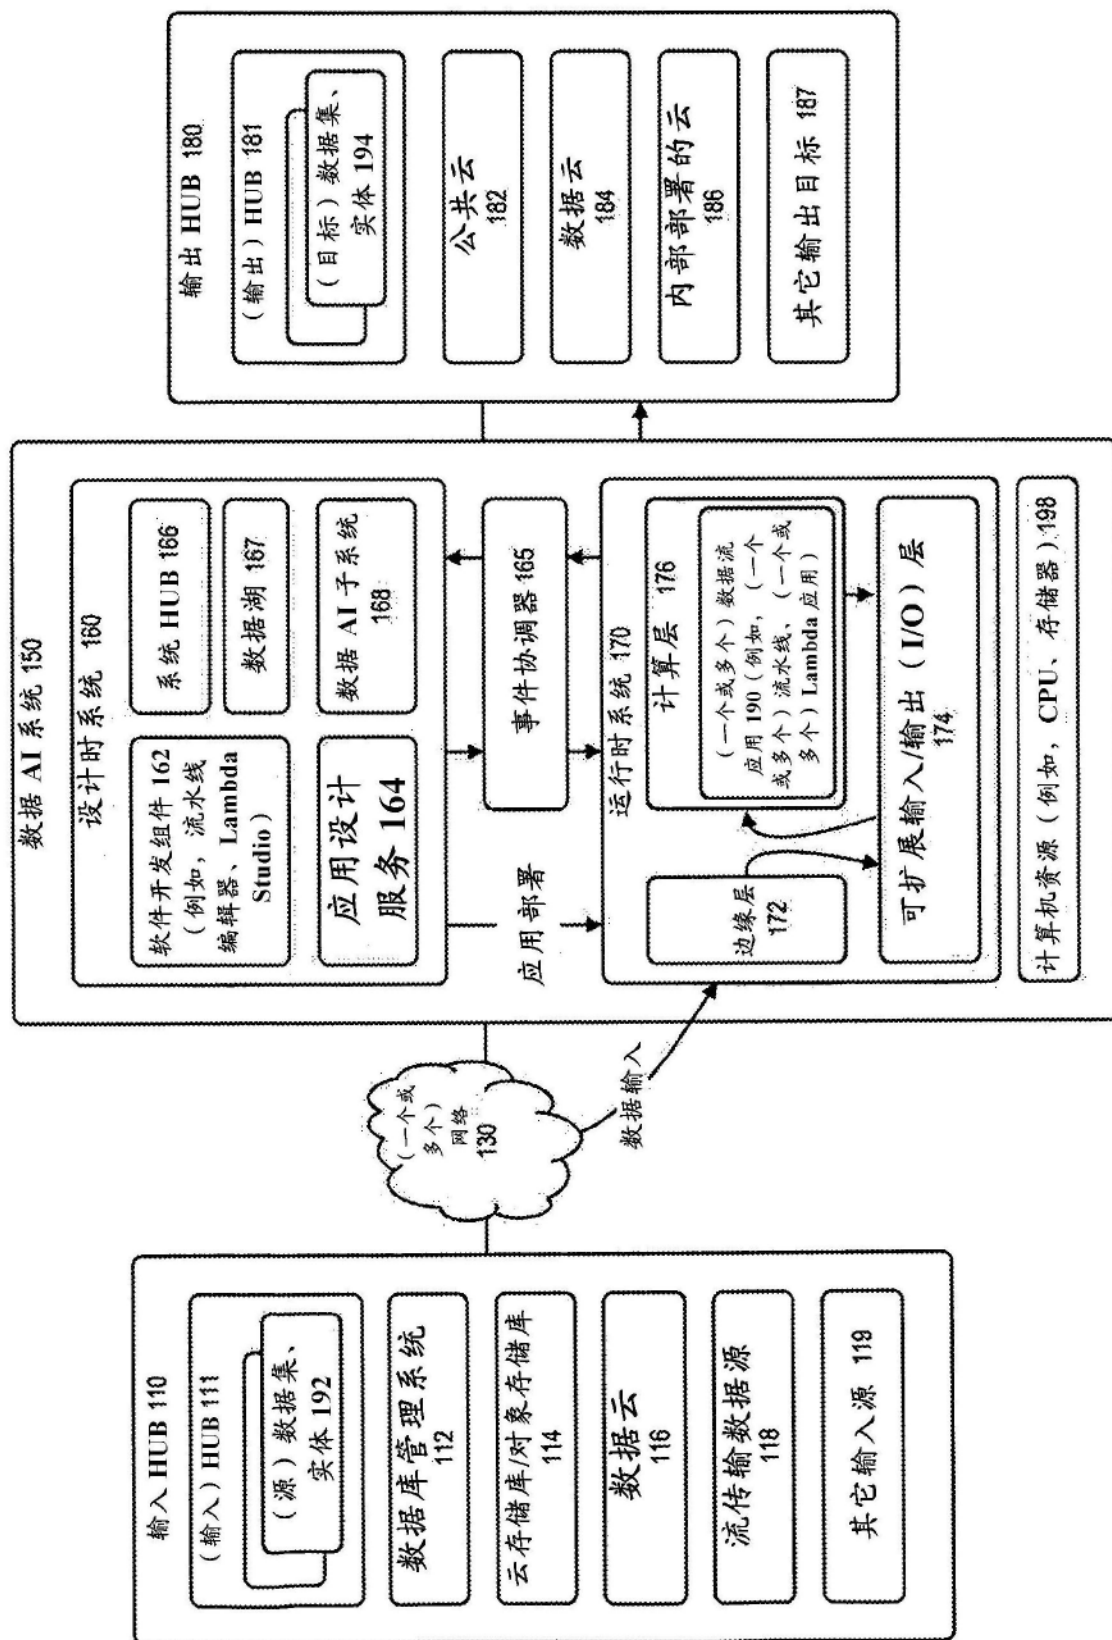 输入 HUB 110
(输入) HUB 111
(源) 数据集、
实体 192
数据库管理系统
112
云存储库/对象存储库
114
数据云
116
流传输数据源
118
其它输入源 119
(一个或
多个)
网络
130
数据输入
数据 AI 系统 150
设计时系统 160
软件开发组件 162
(例如，流水线
编辑器、Lambda
Studio)
系统 HUB 166
数据湖 167
应用设计
服务 164
数据 AI 子系统
168
应用部署
事件协调器 165
运行时系统 170
边缘层
172
计算层 176
(一个或多个) 数据流
应用 190 (例如，(一个
或多个) 流水线、(一个或
多个) Lambda 应用)
可扩展输入/输出 (I/O) 层
174
计算机资源 (例如，CPU、存储器) 198
输出 HUB 180
(输出) HUB 181
(目标) 数据集、
实体 194
公共云
182
数据云
184
内部部署的云
186
其它输出目标 187